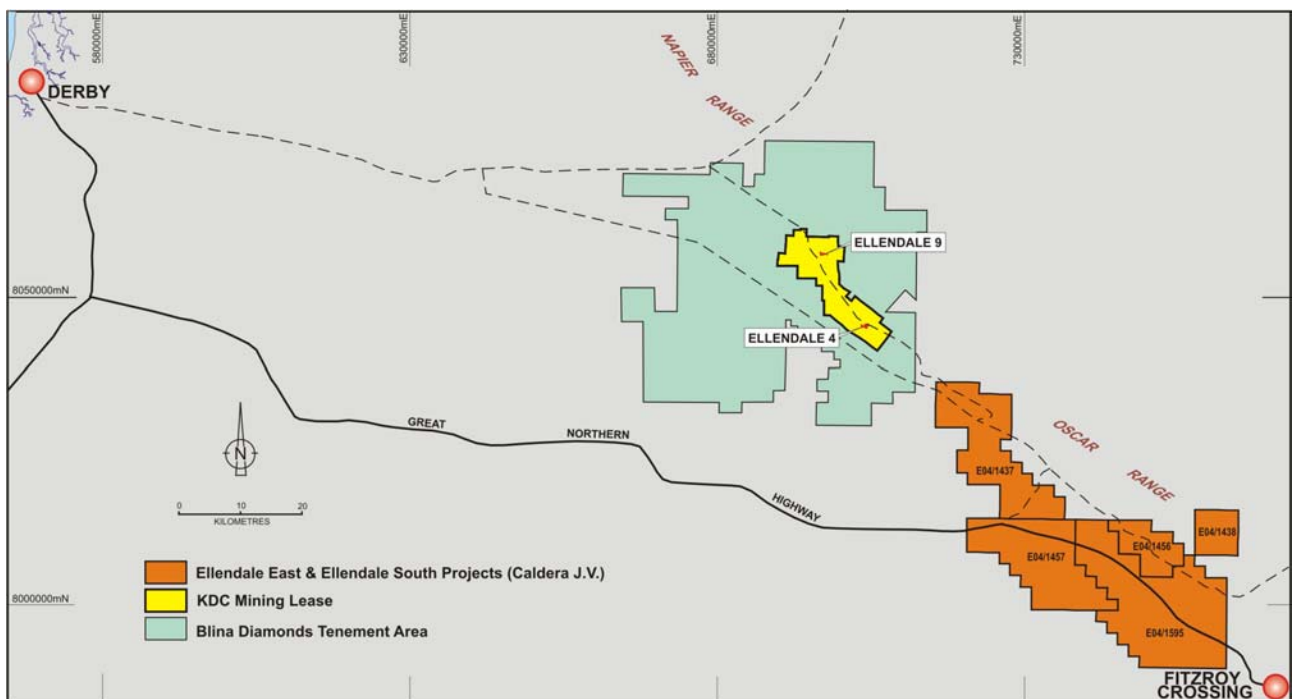 580000mE
630000mE
680000mE
730000mE
NAPIER
RANGE
DERBY
ELLENDALE 9
8050000mN
ELLENDALE 4
GREAT
NORTHERN
HIGHWAY
OSCAR
RANGE
E04/1437
N
0 10 20
KILOMETRES
E04/1438
E04/1456
E04/1457
Ellendale East & Ellendale South Projects (Caldera J.V.)
KDC Mining Lease
8000000mN
Blina Diamonds Tenement Area
E04/1595
FITZROY
CROSSING